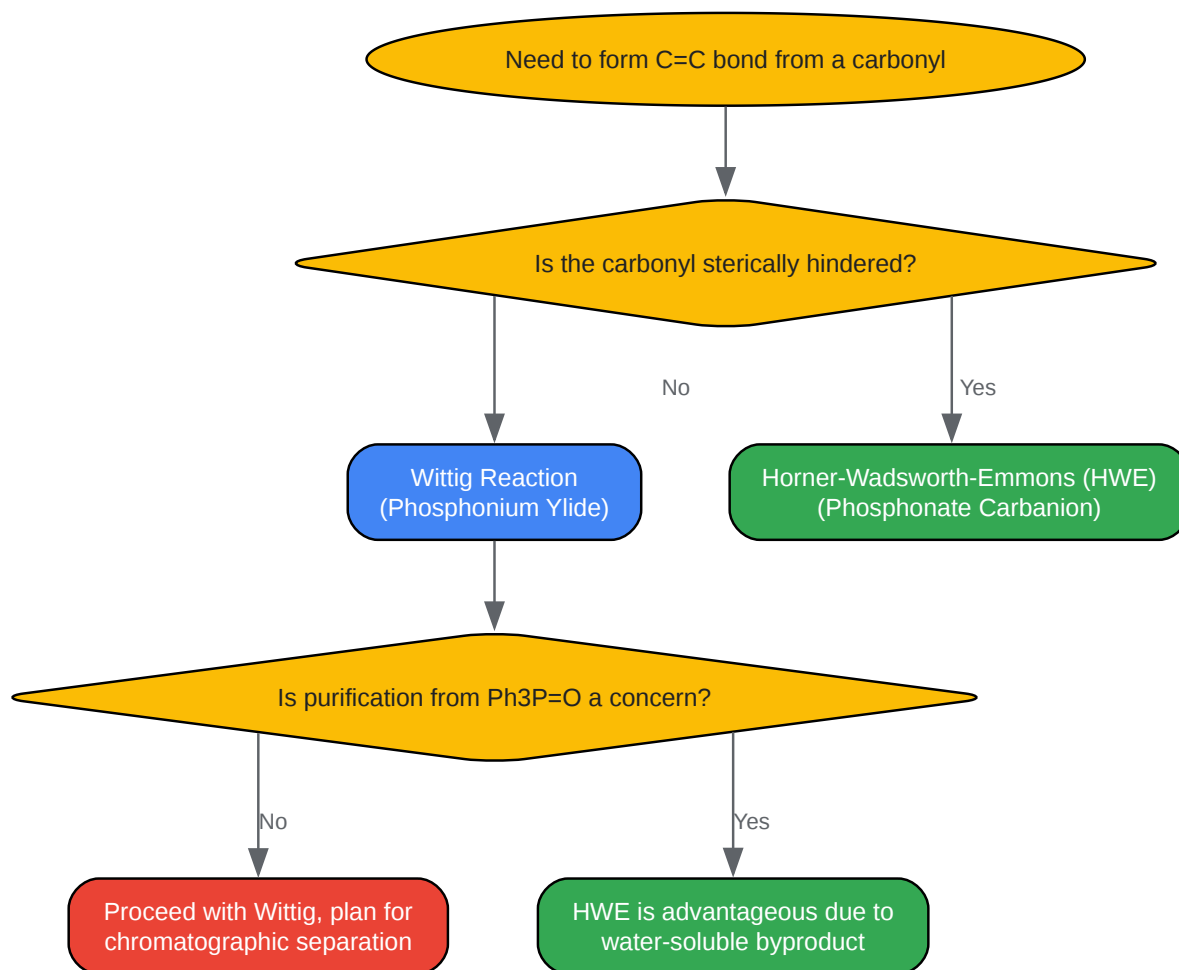 Need to form C=C bond from a carbonyl
Is the carbonyl sterically hindered?
No
Yes
Wittig Reaction
(Phosphonium Ylide)
Horner-Wadsworth-Emmons (HWE)
(Phosphonate Carbanion)
Is purification from Ph3P=O a concern?
No
Yes
Proceed with Wittig, plan for
chromatographic separation
HWE is advantageous due to
water-soluble byproduct